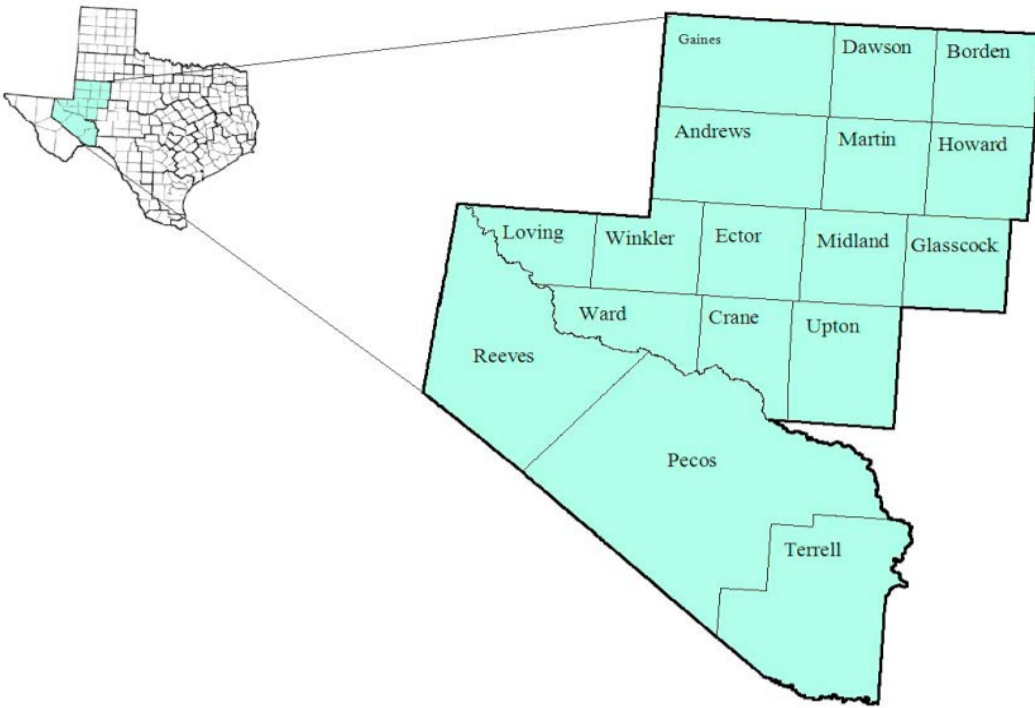 Gaines
Dawson
Borden
Andrews
Martin
Howard
Loving
Winkler
Ector
Midland
Glasscock
Ward
Crane
Upton
Reeves
Pecos
Terrell